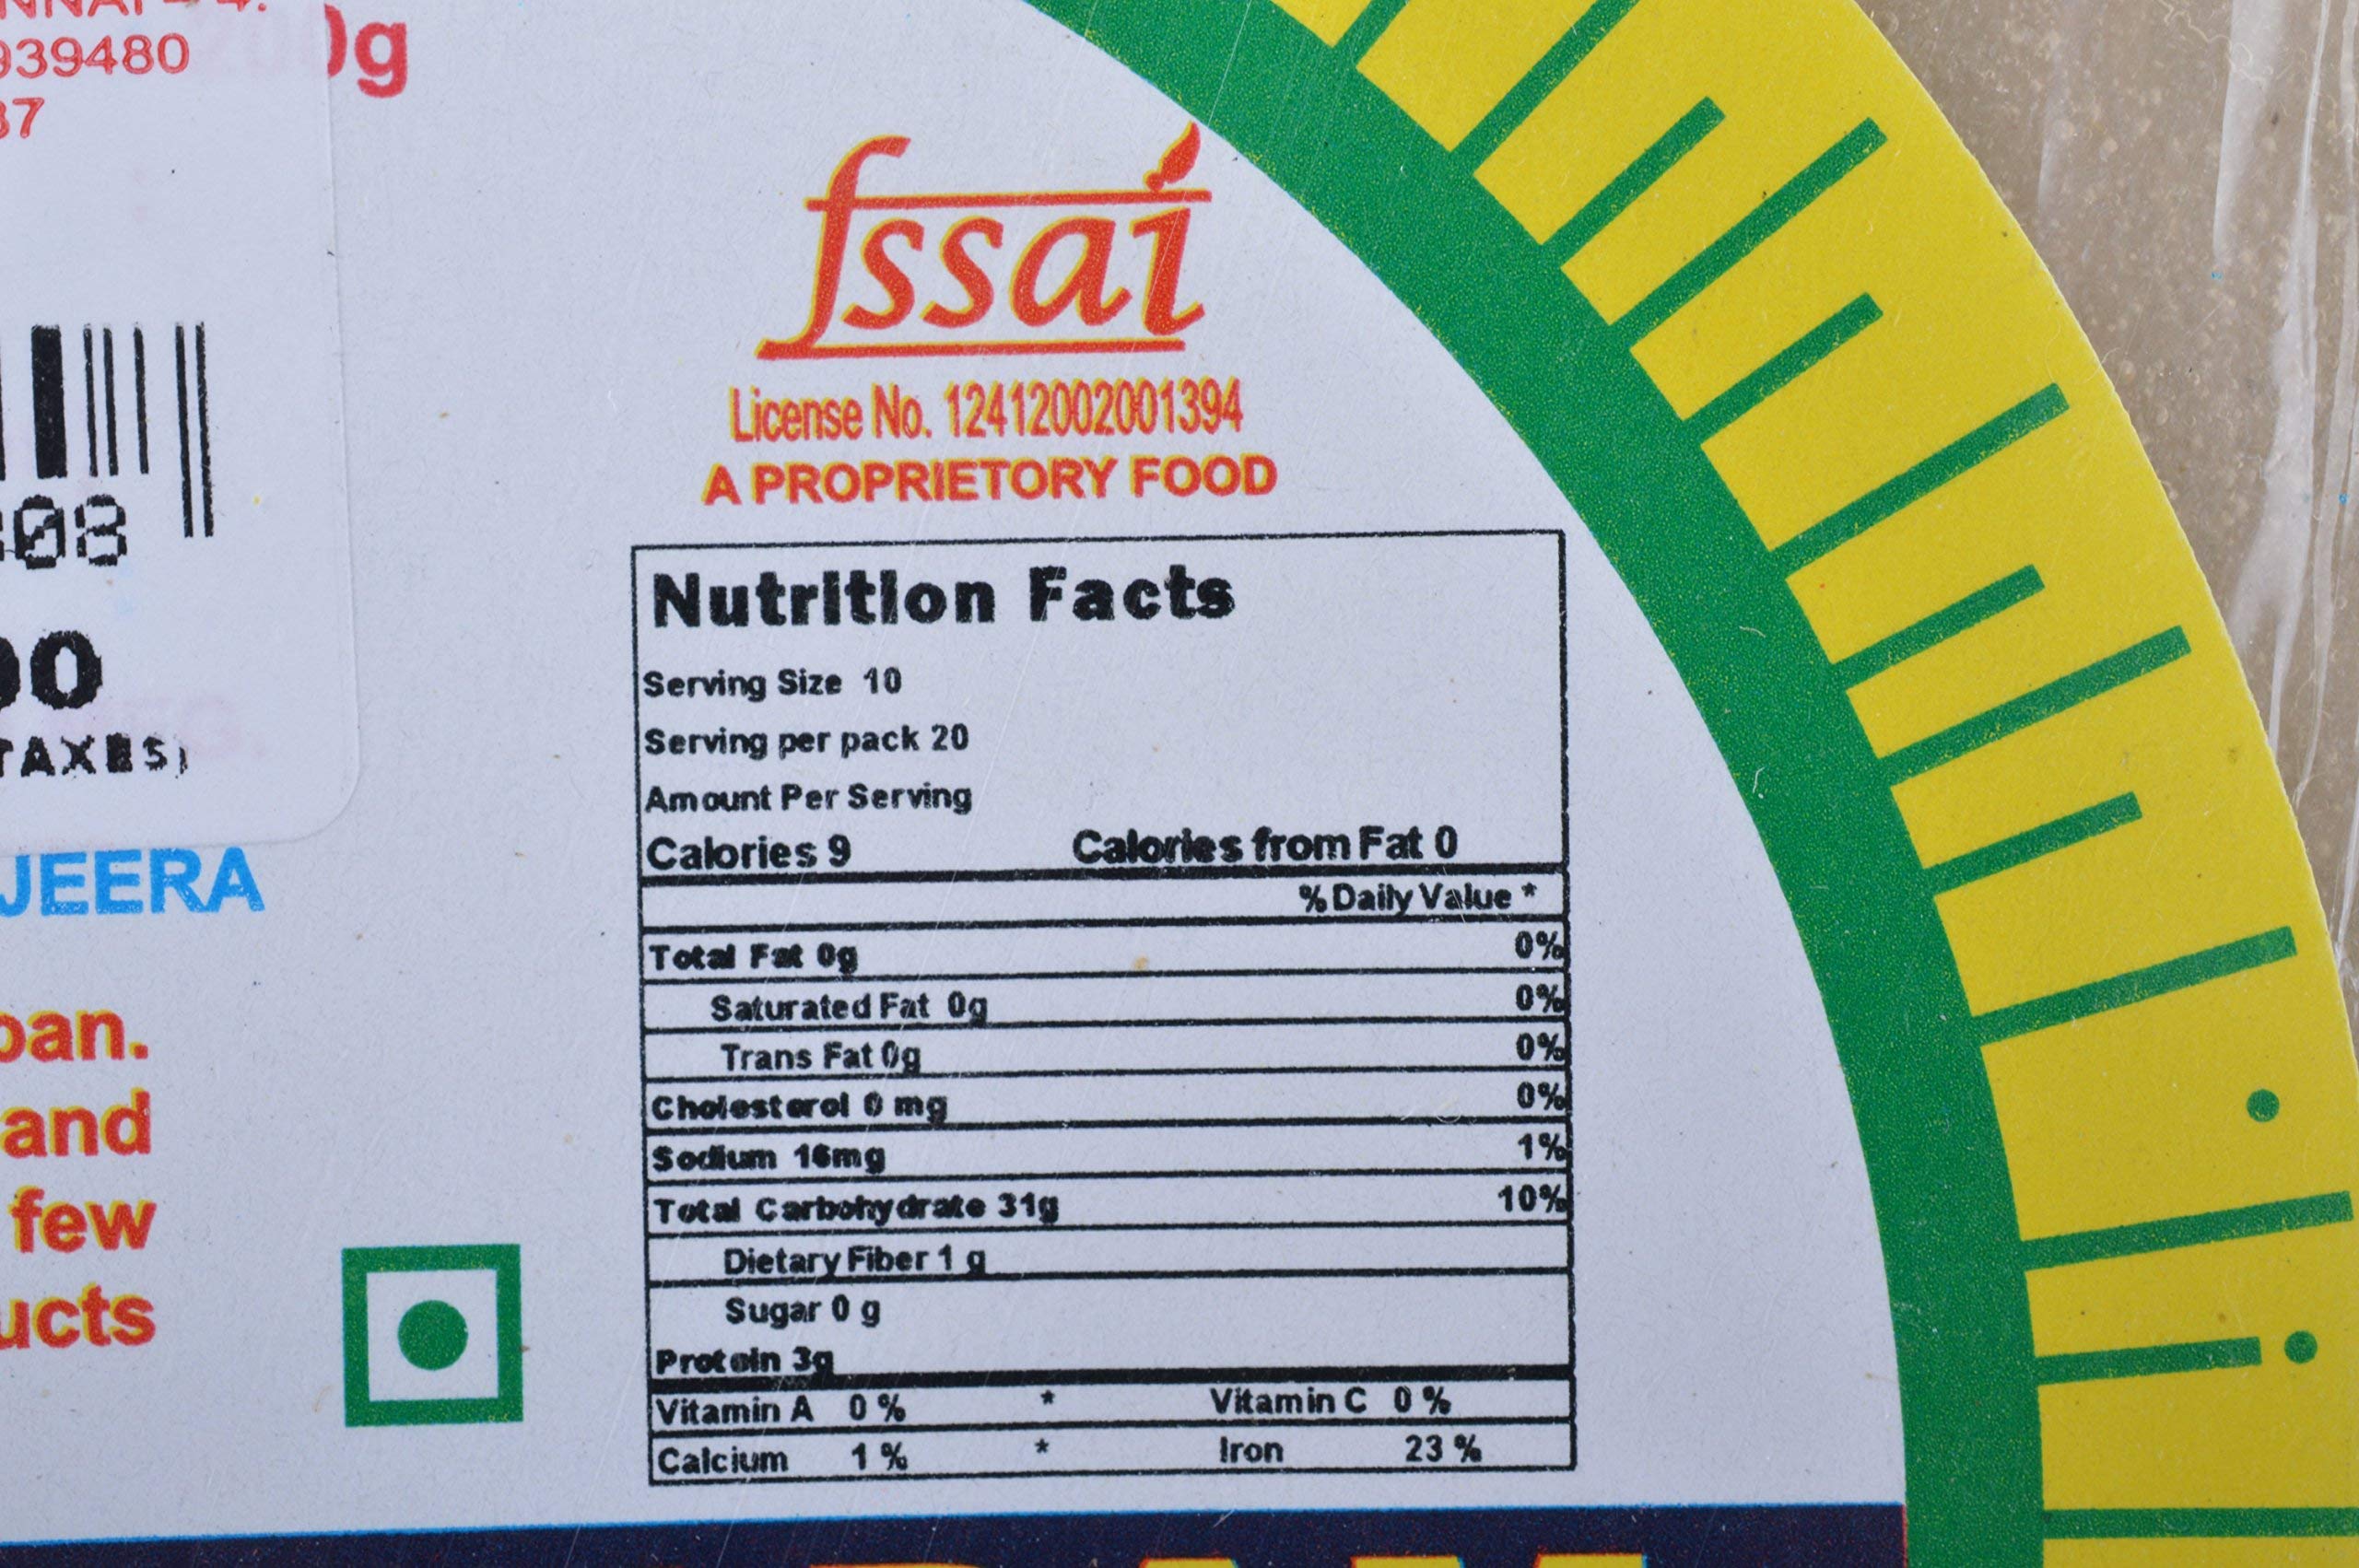 939480
37
g
fssai
License No. 12412002001394
A PROPRIETORY FOOD
08
Nutrition Facts
Serving Size 10
Serving per pack 20
Amount Per Serving
Calories 9 Calories from Fat 0
% Daily Value *
Total Fat 0g 0%
Saturated Fat 0g 0%
Trans Fat 0g 0%
Cholesterol 0 mg 0%
Sodium 16mg 1%
Total Carbohydrate 31g 10%
Dietary Fiber 1 g
Sugar 0 g
Protein 3g
Vitamin A 0 % * Vitamin C 0 %
Calcium 1 % * Iron 23 %
00
TAXES)
JEERA
and
few